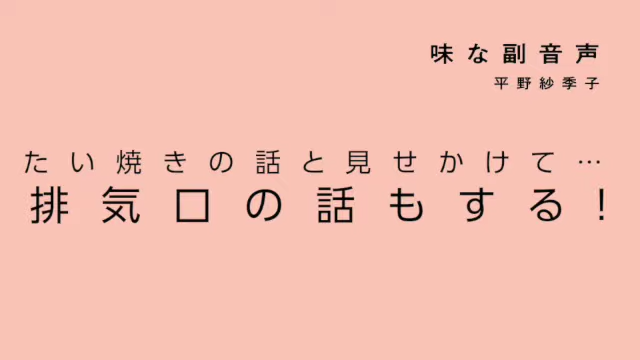 味な副音声
平野紗季子
たい焼きの話と見せかけて…
排気口の話もする!